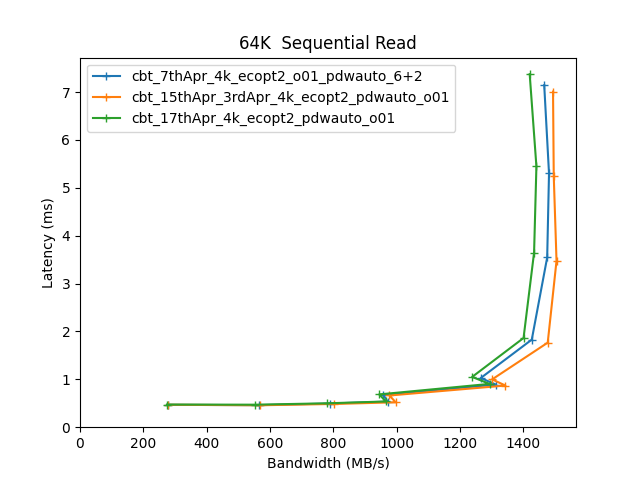 64K  Sequential Read
cbt_7thApr_4k_ecopt2_o01_pdwauto_6+2
cbt_15thApr_3rdApr_4k_ecopt2_pdwauto_o01
cbt_17thApr_4k_ecopt2_pdwauto_o01
Latency (ms)
7
6
5
4
3
2
1
0
0 200 400 600 800 1000 1200 1400
Bandwidth (MB/s)